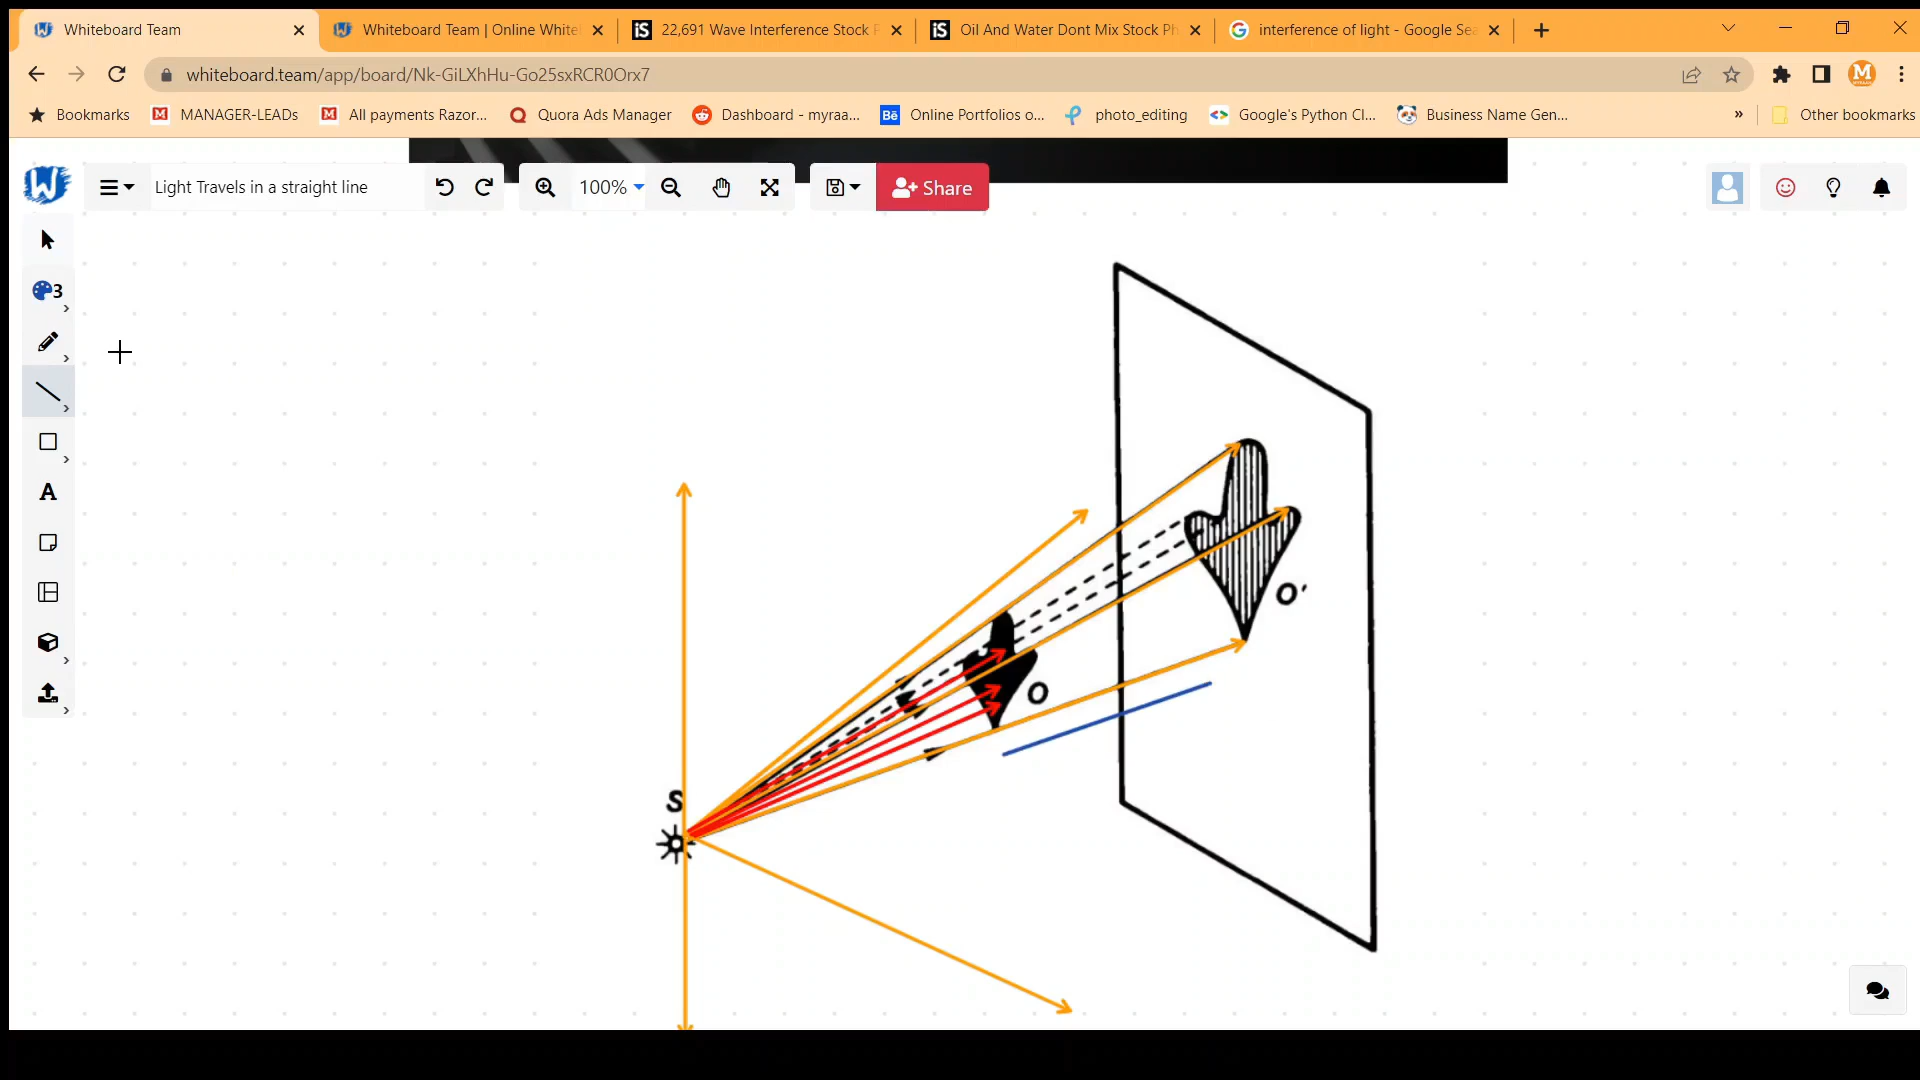 Whiteboard Team
Whiteboard Team | Online White
22,691 Wave Interference Stock
Oil And Water Dont Mix Stock Ph
interference of light - Google Sea
whiteboard.team/app/board/Nk-GiLXhHu-Go25sxRCR0Orx7
M
Bookmarks
MANAGER-LEADs
All payments Razor...
Quora Ads Manager
Dashboard - myraa...
Online Portfolios o...
photo_editing
Google's Python Cl...
Business Name Gen...
»
Other bookmarks
Light Travels in a straight line
100%
Share
3
A
S
O
O'